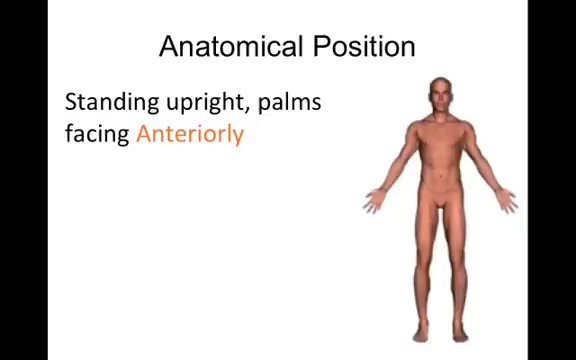 Anatomical Position
Standing upright, palms
facing Anteriorly